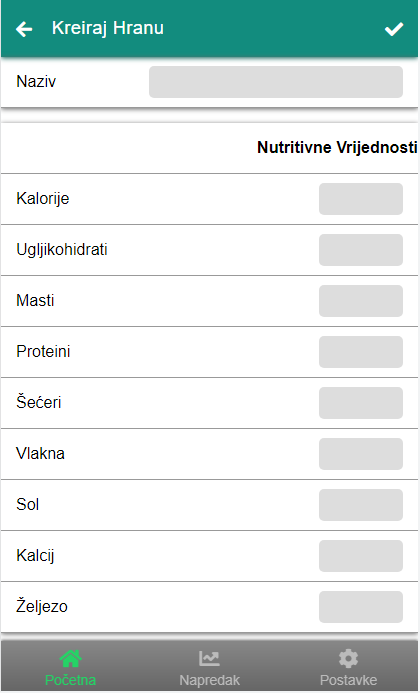 Kreiraj Hranu
Naziv
Nutritivne Vrijednosti
Kalorije
Ugljikohidrati
Masti
Proteini
Šećeri
Vlakna
Sol
Kalcij
Željezo
Početna Napredak Postavke